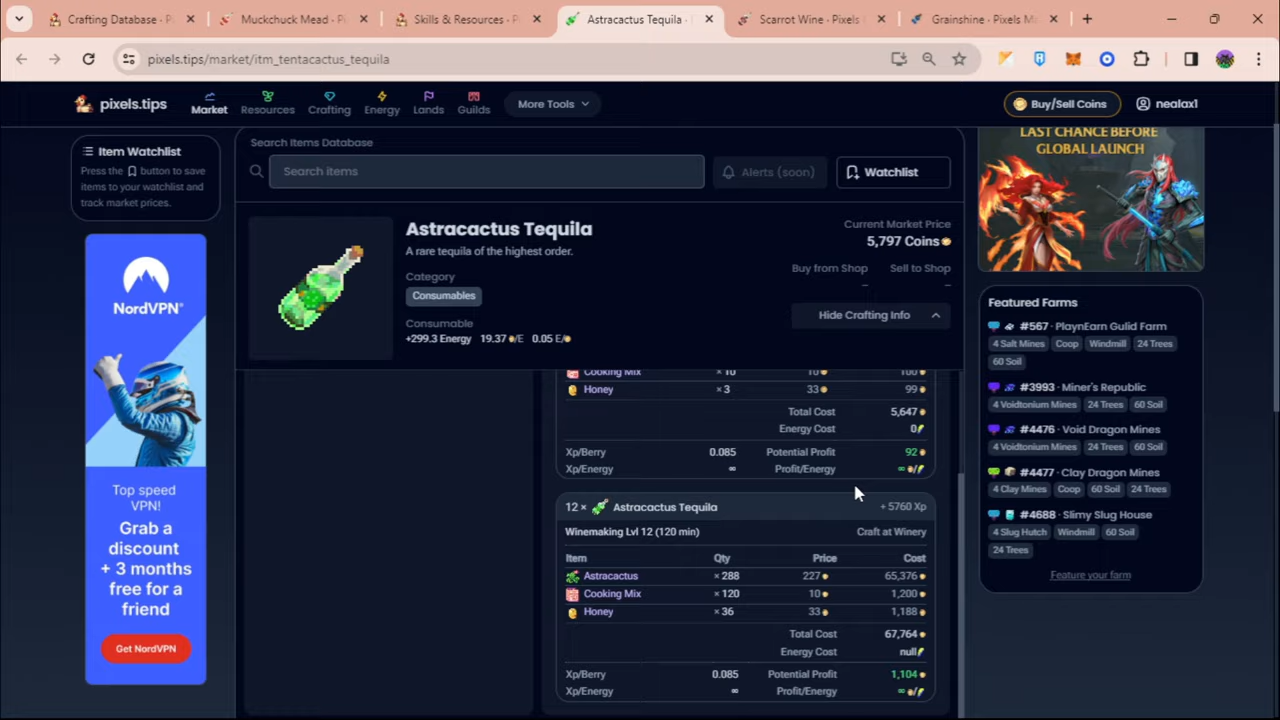 Crafting Database · P
Muckchuck Mead · Pi
Skills & Resources · P
Astracactus Tequila ·
Scarrot Wine · Pixels
Grainshine · Pixels M
pixels.tips/market/itm_tentacactus_tequila
pixels.tips
Market
Resources
Crafting
Energy
Lands
Guilds
More Tools
Buy/Sell Coins
nealax1
Item Watchlist
Press the button to save
items to your watchlist and
track market prices.
NordVPN®
Top speed
VPN!
Grab a
discount
+ 3 months
free for a
friend
Get NordVPN
Search Items Database
Search items
Alerts (soon)
Watchlist
Astracactus Tequila
A rare tequila of the highest order.
Category
Consumables
Consumable
+299.3 Energy 19.37 /E 0.05 E/
Current Market Price
5,797 Coins
Buy from Shop Sell to Shop
– –
Hide Crafting Info
Cooking Mix × 10 10 100
Honey × 3 33 99
Total Cost 5,647
Energy Cost 0
Xp/Berry 0.085 Potential Profit 92
Xp/Energy ∞ Profit/Energy ∞ /
12 × Astracactus Tequila + 5760 Xp
Winemaking Lvl 12 (120 min) Craft at Winery
Item Qty Price Cost
Astracactus × 288 227 65,376
Cooking Mix × 120 10 1,200
Honey × 36 33 1,188
Total Cost 67,764
Energy Cost null
Xp/Berry 0.085 Potential Profit 1,104
Xp/Energy ∞ Profit/Energy ∞ /
LAST CHANCE BEFORE
GLOBAL LAUNCH
Featured Farms
#567 · PlaynEarn Guild Farm
4 Salt Mines Coop Windmill 24 Trees
60 Soil
#3993 · Miner's Republic
4 Voidtonium Mines 24 Trees 60 Soil
#4476 · Void Dragon Mines
4 Voidtonium Mines 24 Trees 60 Soil
#4477 · Clay Dragon Mines
4 Clay Mines Coop 60 Soil 24 Trees
#4688 · Slimy Slug House
4 Slug Hutch Windmill 60 Soil
20 Trees
Feature your farm